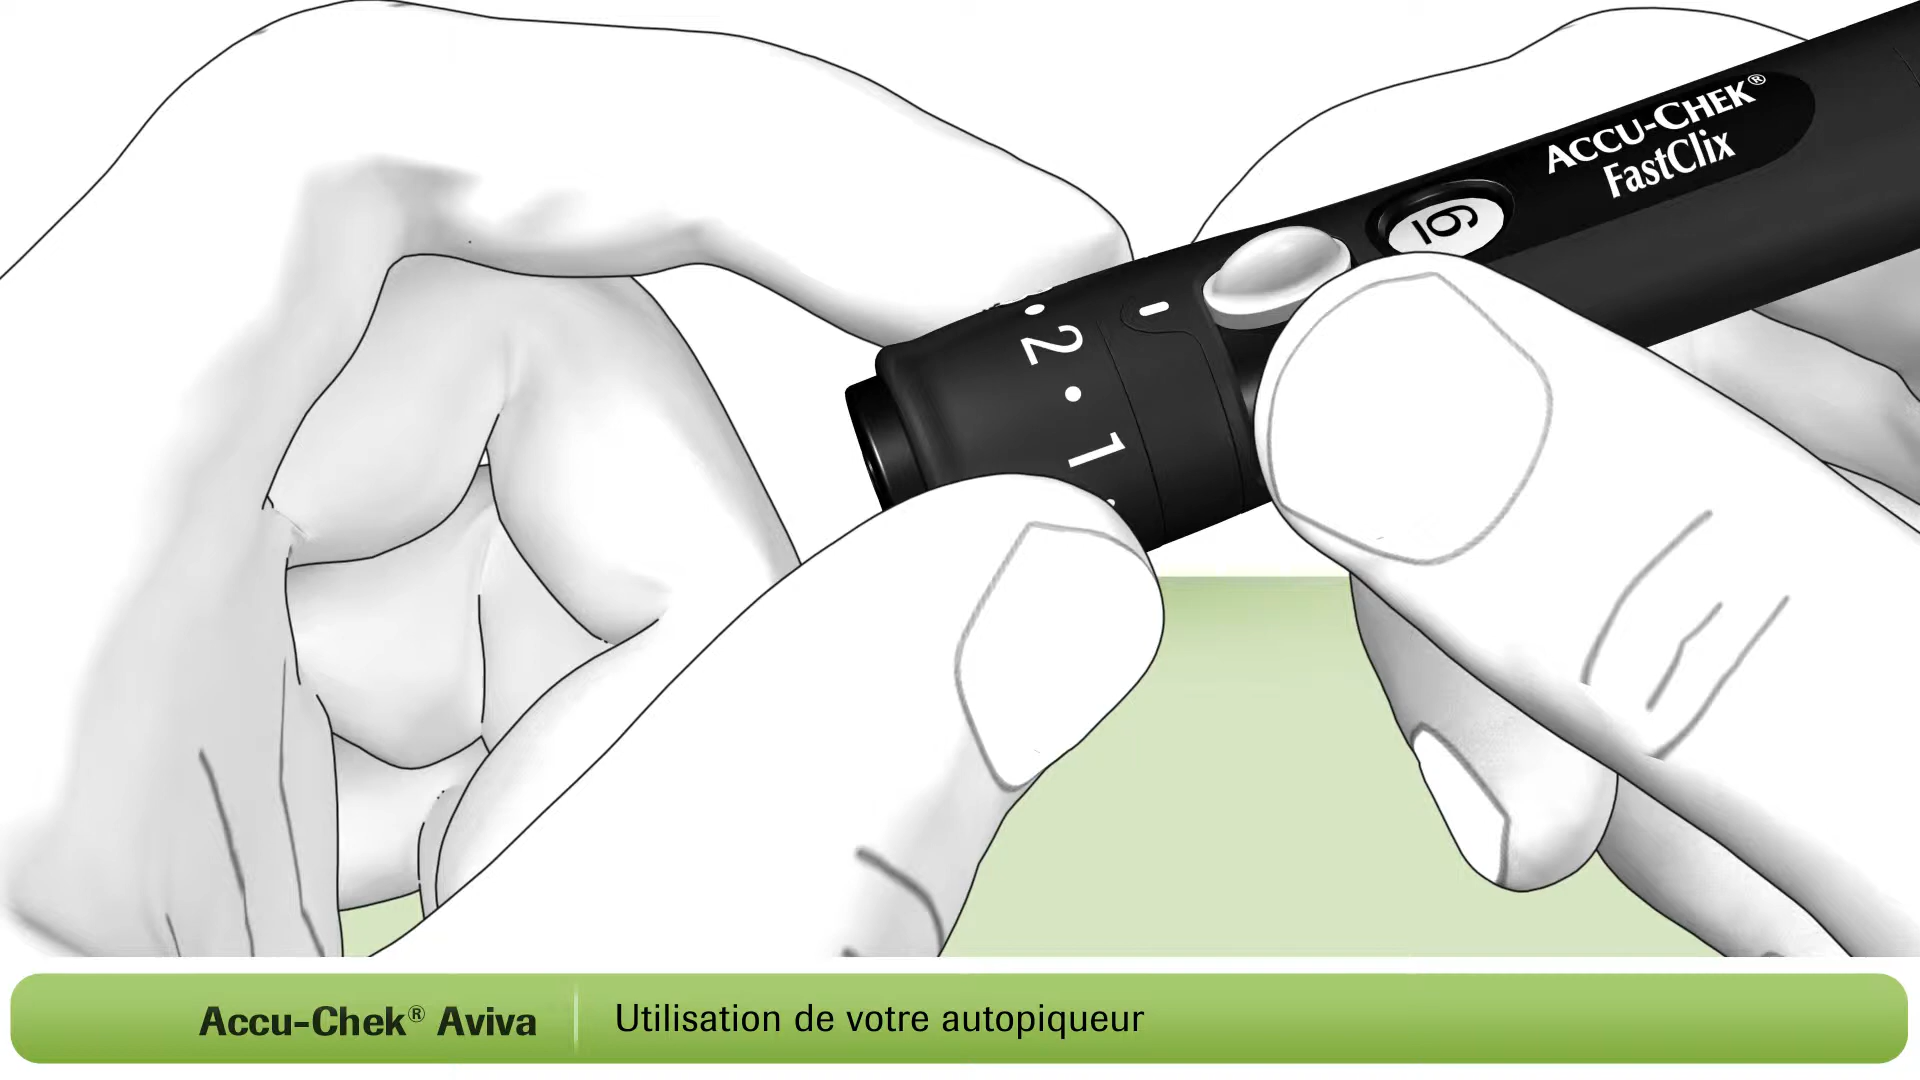 ACCU-CHEK®
FastClix
6
2 • 1
Accu-Chek® Aviva
Utilisation de votre autopiqueur